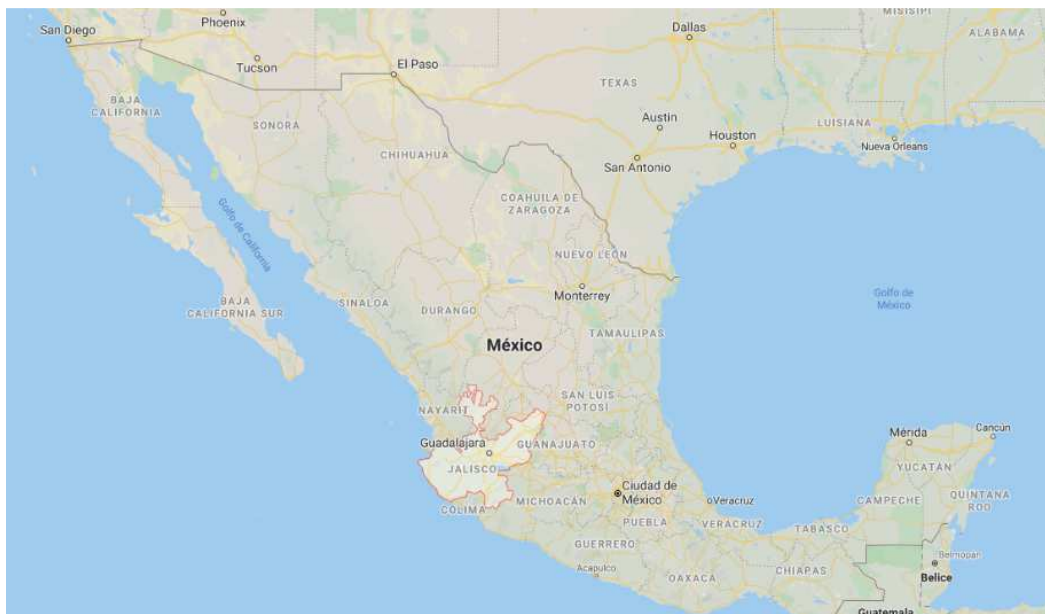 MISISIPI
San Diego
Phoenix
Dallas
ALABAMA
Tucson
El Paso
TEXAS
BAJA
CALIFORNIA
SONORA
Austin
LUISIANA
Houston
Nueva Orleans
CHIHUAHUA
San Antonio
COAHUILA DE
ZARAGOZA
Golfo de California
NUEVO LEÓN
Monterrey
Golfo de
México
BAJA
CALIFORNIA SUR
SINALOA
DURANGO
TAMAULIPAS
México
SAN LUIS
POTOSÍ
NAYARIT
Guadalajara
GUANAJUATO
Mérida
Cancún
JALISCO
YUCATÁN
Ciudad de
México
MICHOACÁN
Veracruz
CAMPECHE
QUINTANA
ROO
COLIMA
PUEBLA
VERACRUZ
TABASCO
GUERRERO
Belmopan
Acapulco
OAXACA
CHIAPAS
Belice
Guatemala